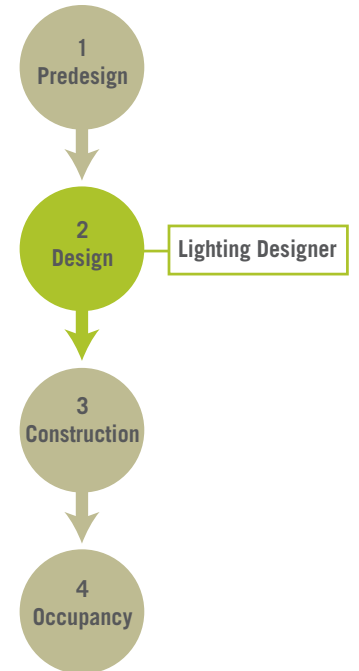 1
Predesign
2
Design
Lighting Designer
3
Construction
4
Occupancy